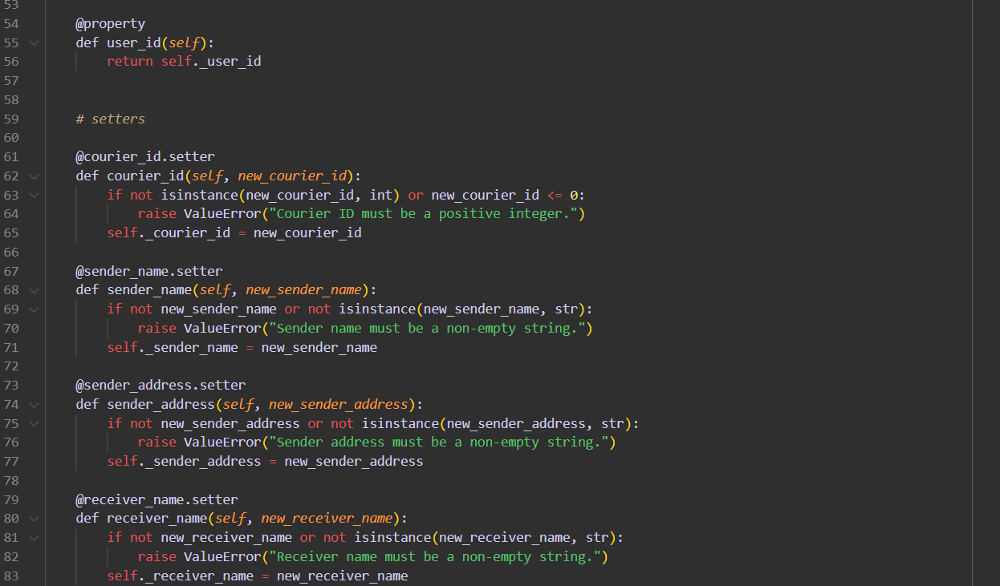 53
54 @property
55 def user_id(self):
56 return self._user_id
57
58
59 # setters
60
61 @courier_id.setter
62 def courier_id(self, new_courier_id):
63 if not isinstance(new_courier_id, int) or new_courier_id <= 0:
64 raise ValueError("Courier ID must be a positive integer.")
65 self._courier_id = new_courier_id
66
67 @sender_name.setter
68 def sender_name(self, new_sender_name):
69 if not new_sender_name or not isinstance(new_sender_name, str):
70 raise ValueError("Sender name must be a non-empty string.")
71 self._sender_name = new_sender_name
72
73 @sender_address.setter
74 def sender_address(self, new_sender_address):
75 if not new_sender_address or not isinstance(new_sender_address, str):
76 raise ValueError("Sender address must be a non-empty string.")
77 self._sender_address = new_sender_address
78
79 @receiver_name.setter
80 def receiver_name(self, new_receiver_name):
81 if not new_receiver_name or not isinstance(new_receiver_name, str):
82 raise ValueError("Receiver name must be a non-empty string.")
83 self._receiver_name = new_receiver_name